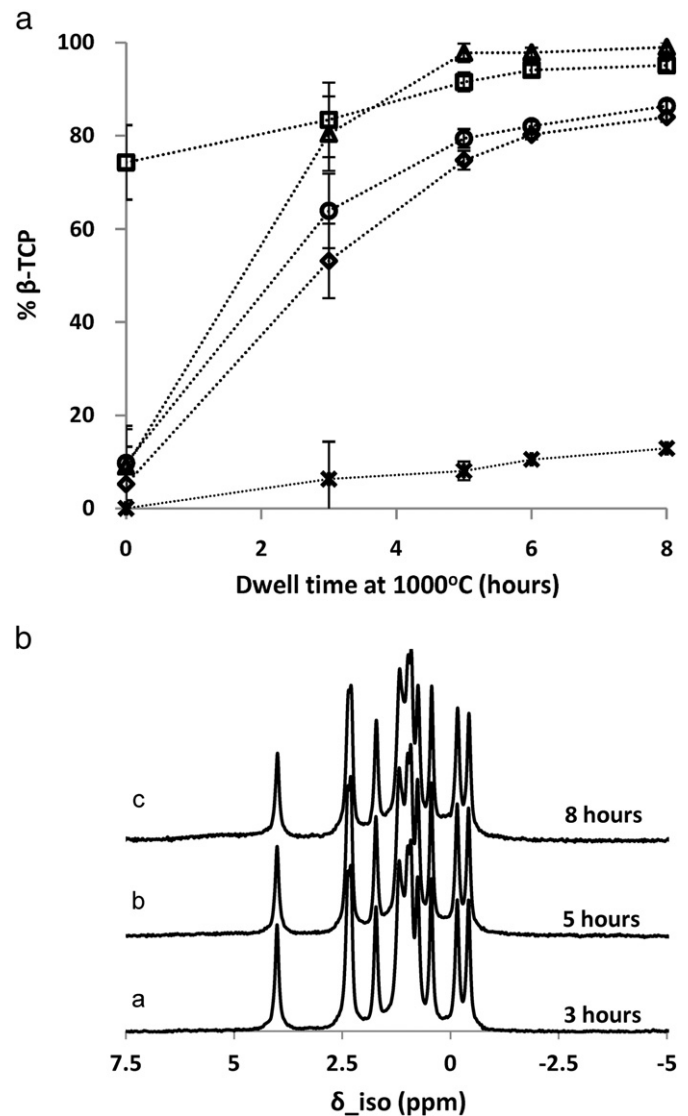 a
100
80
60
40
20
0
% β-TCP
0 2 4 6 8
Dwell time at 1000°C (hours)
b
c 8 hours
b 5 hours
a 3 hours
7.5 5 2.5 0 -2.5 -5
δ_iso (ppm)